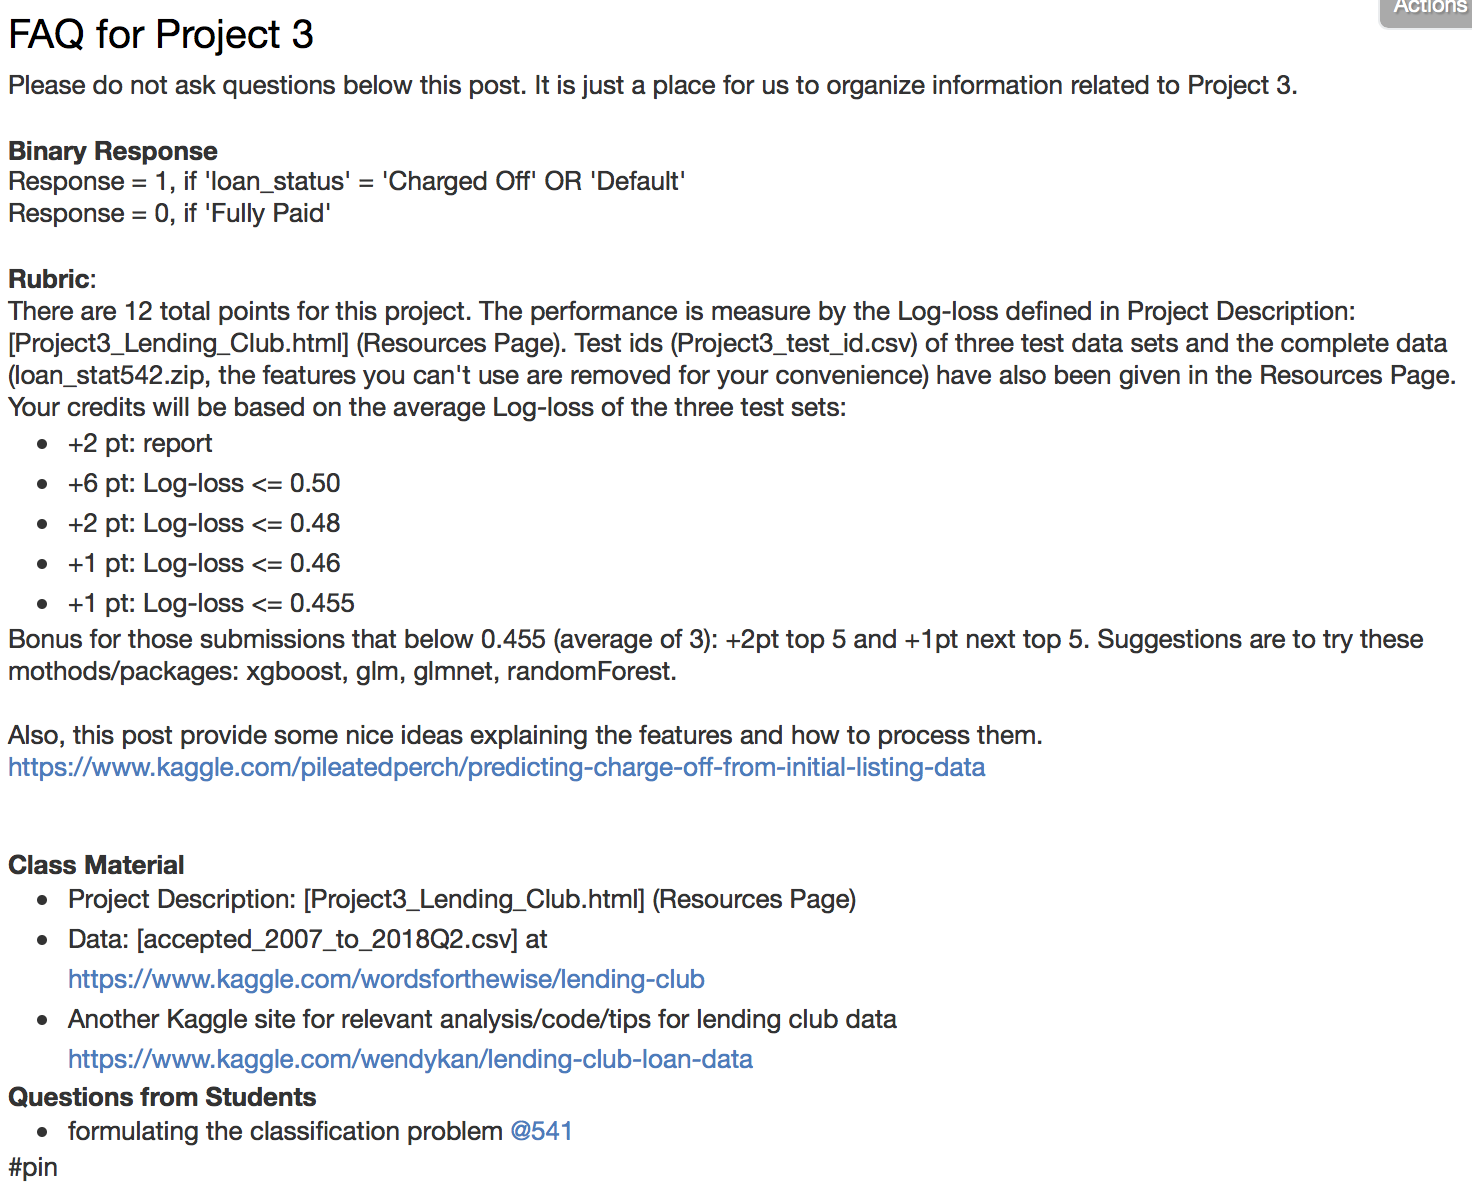 Actions
FAQ for Project 3
Please do not ask questions below this post. It is just a place for us to organize information related to Project 3.
Binary Response
Response = 1, if 'loan_status' = 'Charged Off' OR 'Default'
Response = 0, if 'Fully Paid'
Rubric:
There are 12 total points for this project. The performance is measure by the Log-loss defined in Project Description:
[Project3_Lending_Club.html] (Resources Page). Test ids (Project3_test_id.csv) of three test data sets and the complete data
(loan_stat542.zip, the features you can't use are removed for your convenience) have also been given in the Resources Page.
Your credits will be based on the average Log-loss of the three test sets:
• +2 pt: report
• +6 pt: Log-loss <= 0.50
• +2 pt: Log-loss <= 0.48
• +1 pt: Log-loss <= 0.46
• +1 pt: Log-loss <= 0.455
Bonus for those submissions that below 0.455 (average of 3): +2pt top 5 and +1pt next top 5. Suggestions are to try these
mothods/packages: xgboost, glm, glmnet, randomForest.
Also, this post provide some nice ideas explaining the features and how to process them.
https://www.kaggle.com/pileatedperch/predicting-charge-off-from-initial-listing-data
Class Material
• Project Description: [Project3_Lending_Club.html] (Resources Page)
• Data: [accepted_2007_to_2018Q2.csv] at
https://www.kaggle.com/wordsforthewise/lending-club
• Another Kaggle site for relevant analysis/code/tips for lending club data
https://www.kaggle.com/wendykan/lending-club-loan-data
Questions from Students
• formulating the classification problem @541
#pin